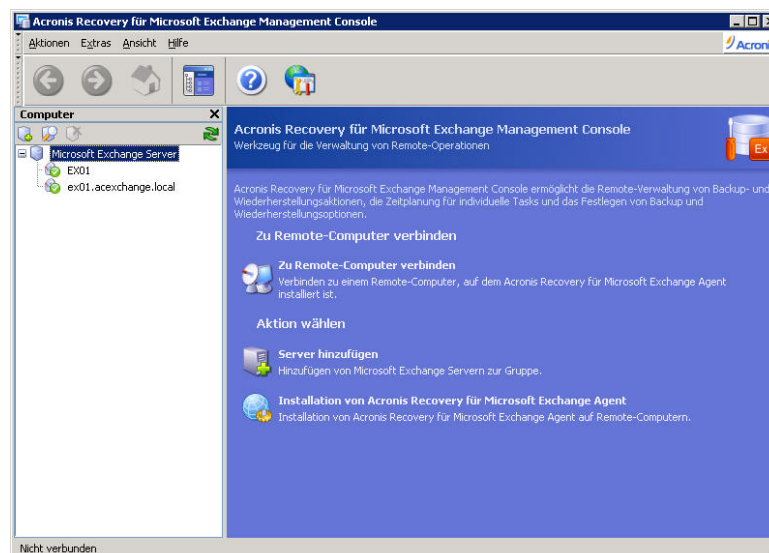 Acronis Recovery für Microsoft Exchange Management Console
Aktionen Extras Ansicht Hilfe
Acroni
Computer
Microsoft Exchange Server
EX01
ex01.acexchange.local
Acronis Recovery für Microsoft Exchange Management Console
Werkzeug für die Verwaltung von Remote-Operationen
Ex
Acronis Recovery für Microsoft Exchange Management Console ermöglicht die Remote-Verwaltung von Backup- und
Wiederherstellungsaktionen, die Zeitplanung für individuelle Tasks und das Festlegen von Backup und
Wiederherstellungsoptionen.
Zu Remote-Computer verbinden
Zu Remote-Computer verbinden
Verbinden zu einem Remote-Computer, auf dem Acronis Recovery für Microsoft Exchange Agent
installiert ist.
Aktion wählen
Server hinzufügen
Hinzufügen von Microsoft Exchange Servern zur Gruppe.
Installation von Acronis Recovery für Microsoft Exchange Agent
Installation von Acronis Recovery für Microsoft Exchange Agent auf Remote-Computern.
Nicht verbunden